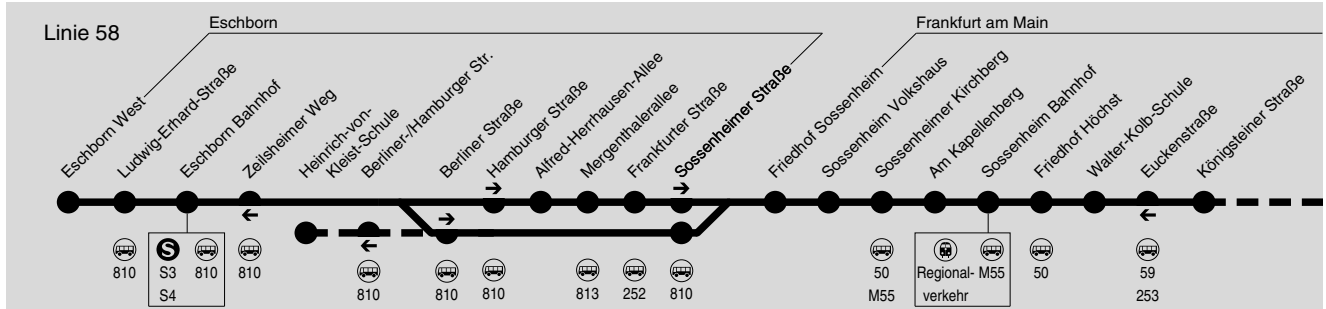 Linie 58
Eschborn
Frankfurt am Main
Eschborn West
Ludwig-Erhard-Straße
Eschborn Bahnhof
Zeilsheimer Weg
Heinrich-von-
Kleist-Schule
Berliner-/Hamburger Str.
Berliner Straße
Hamburger Straße
Alfred-Herrhausen-Allee
Mergenthalerallee
Frankfurter Straße
Sossenheimer Straße
Friedhof Sossenheim
Sossenheim Volkshaus
Sossenheimer Kirchberg
Am Kapellenberg
Sossenheim Bahnhof
Friedhof Höchst
Walter-Kolb-Schule
Euckenstraße
Königsteiner Straße
810
S
S3
S4
810
810
810
810
810
813
252
810
50
M55
Regional-
verkehr
M55
50
59
253